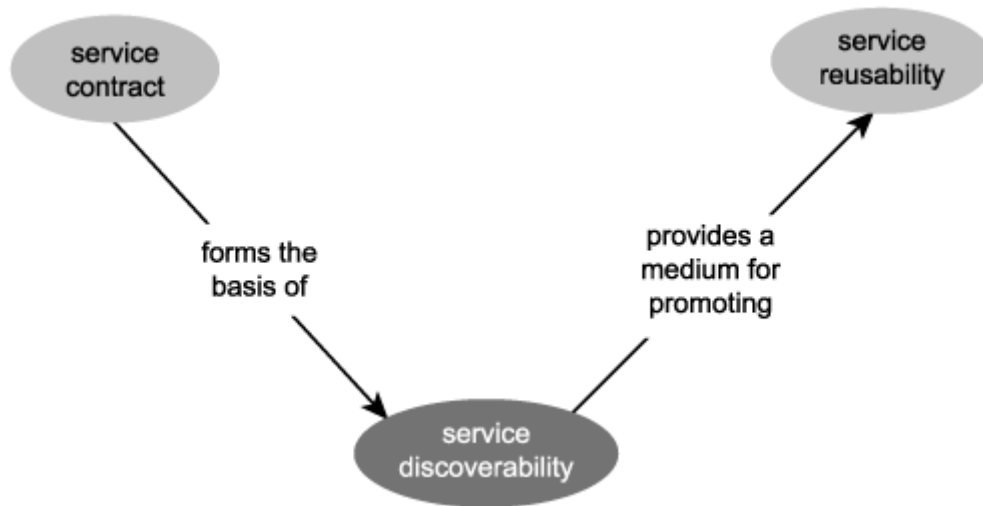 service
contract
service
reusability
forms the
basis of
provides a
medium for
promoting
service
discoverability